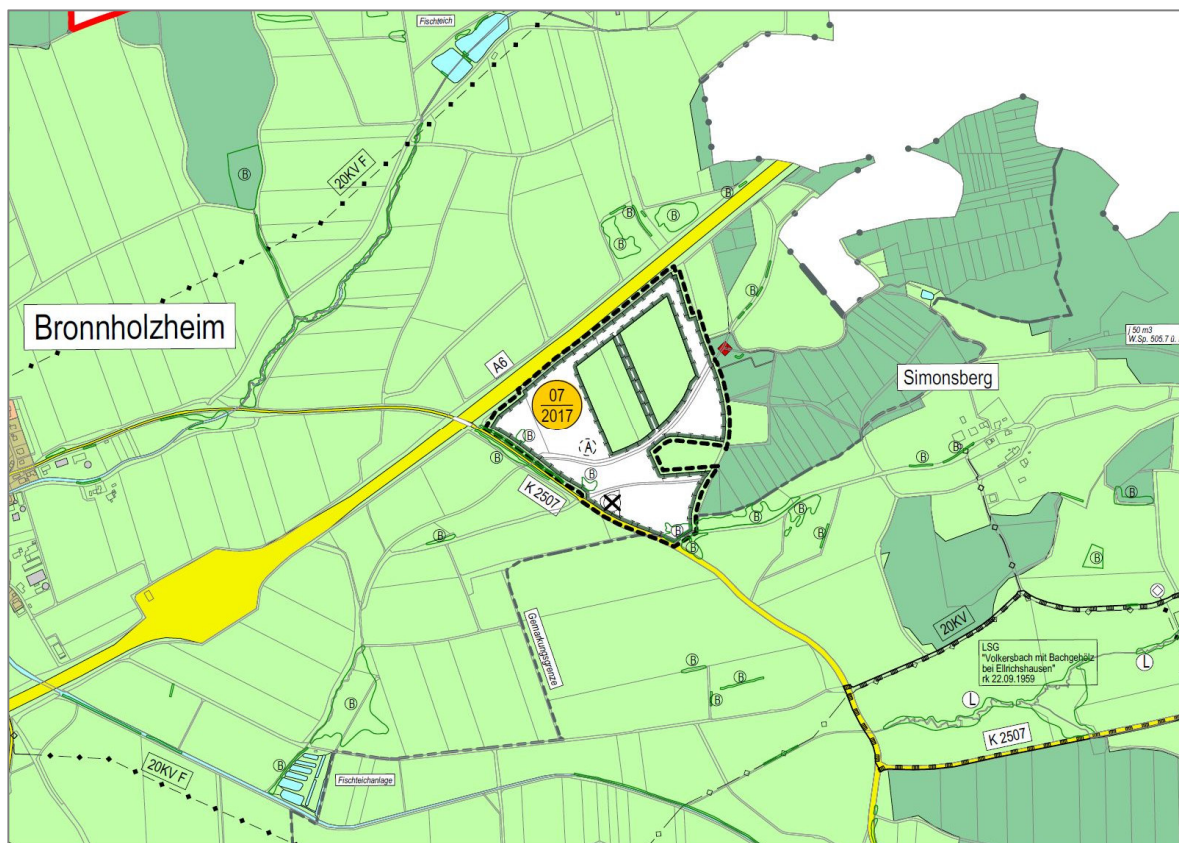 Fischteich
B
20KV F
B
B
B
B
B
Bronnholzheim
( 50 m3
W.Sp. 505.7 ü.
A6
Simonsberg
07
2017
B
A
B
B
B
B
B
K 2507
B
B
B
B
B
B
B
B
Gemarkungsgrenze
20KV
LSG
"Volkersbach mit Bachgehölz
bei Ellrichshausen"
rk 22.09.1959
L
L
B
B
B
K 2507
20KV F
B
Fischteichanlage
B